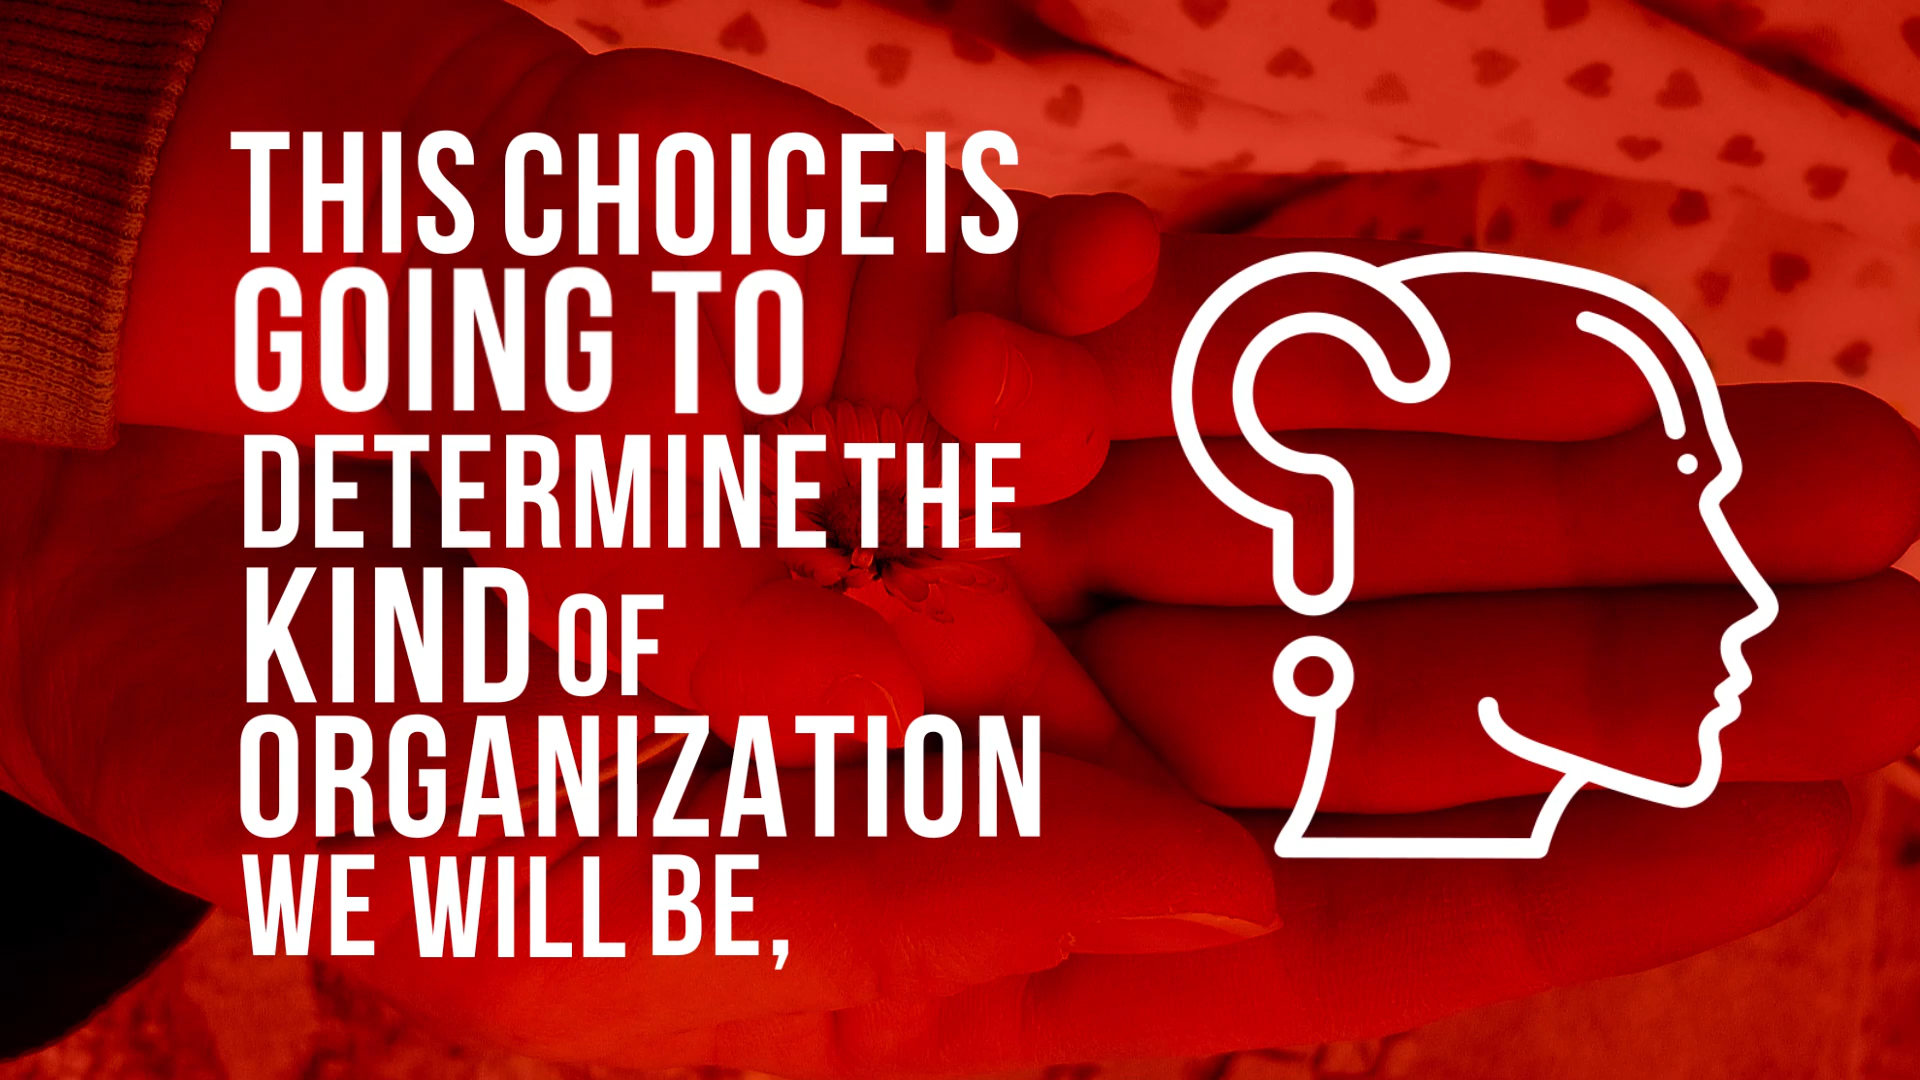 THIS CHOICE IS
GOING TO
DETERMINE THE
KIND OF
ORGANIZATION
WE WILL BE,